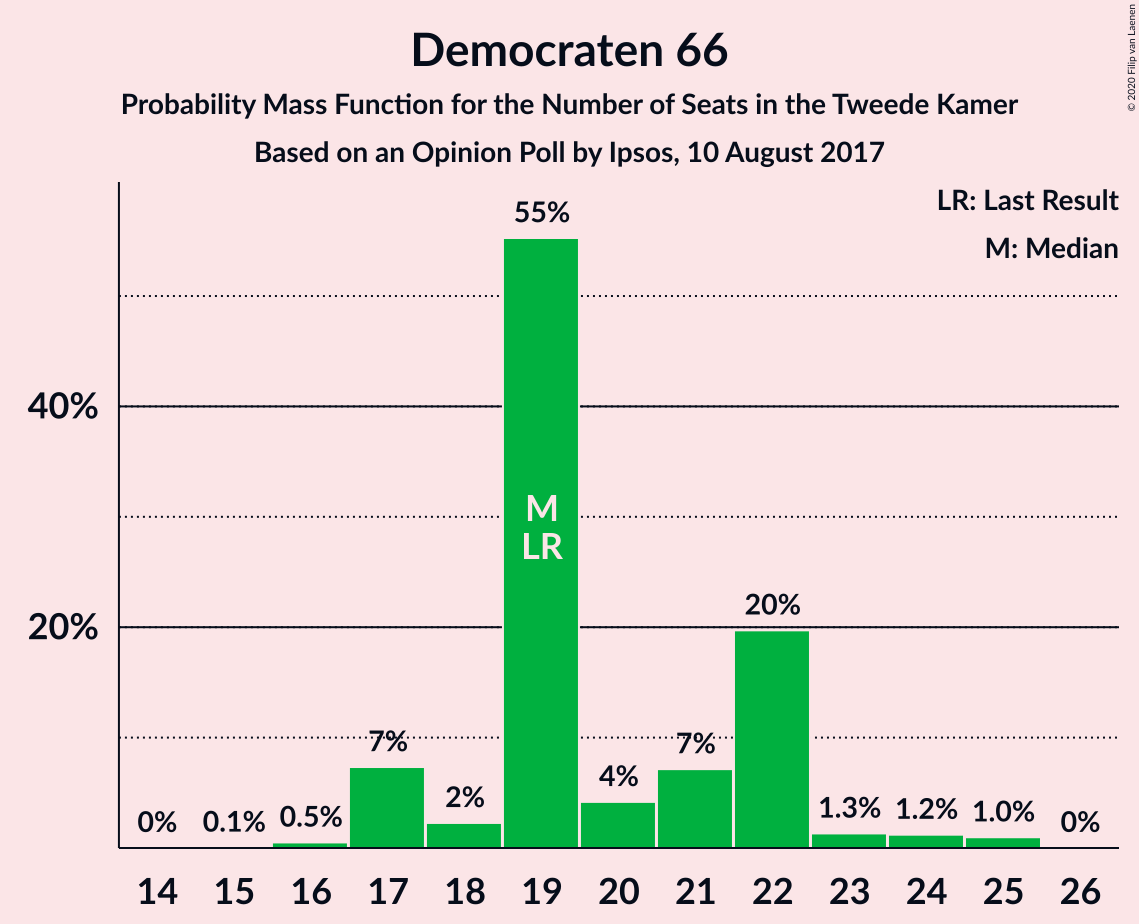 Democraten 66
Probability Mass Function for the Number of Seats in the Tweede Kamer
Based on an Opinion Poll by Ipsos, 10 August 2017
© 2020 Filip van Laenen
LR: Last Result
M: Median
40%
20%
0% 0.1% 0.5% 7% 2% 55% 4% 7% 20% 1.3% 1.2% 1.0% 0%
M
LR
14 15 16 17 18 19 20 21 22 23 24 25 26